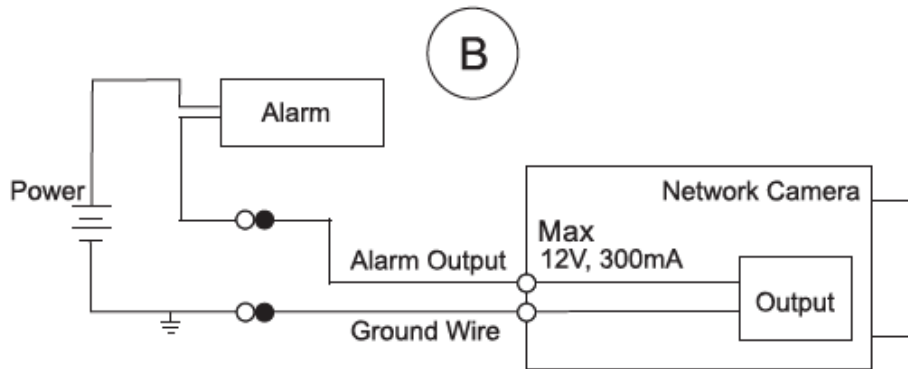 B
Alarm
Power
Network Camera
Max
12V, 300mA
Alarm Output
Output
Ground Wire